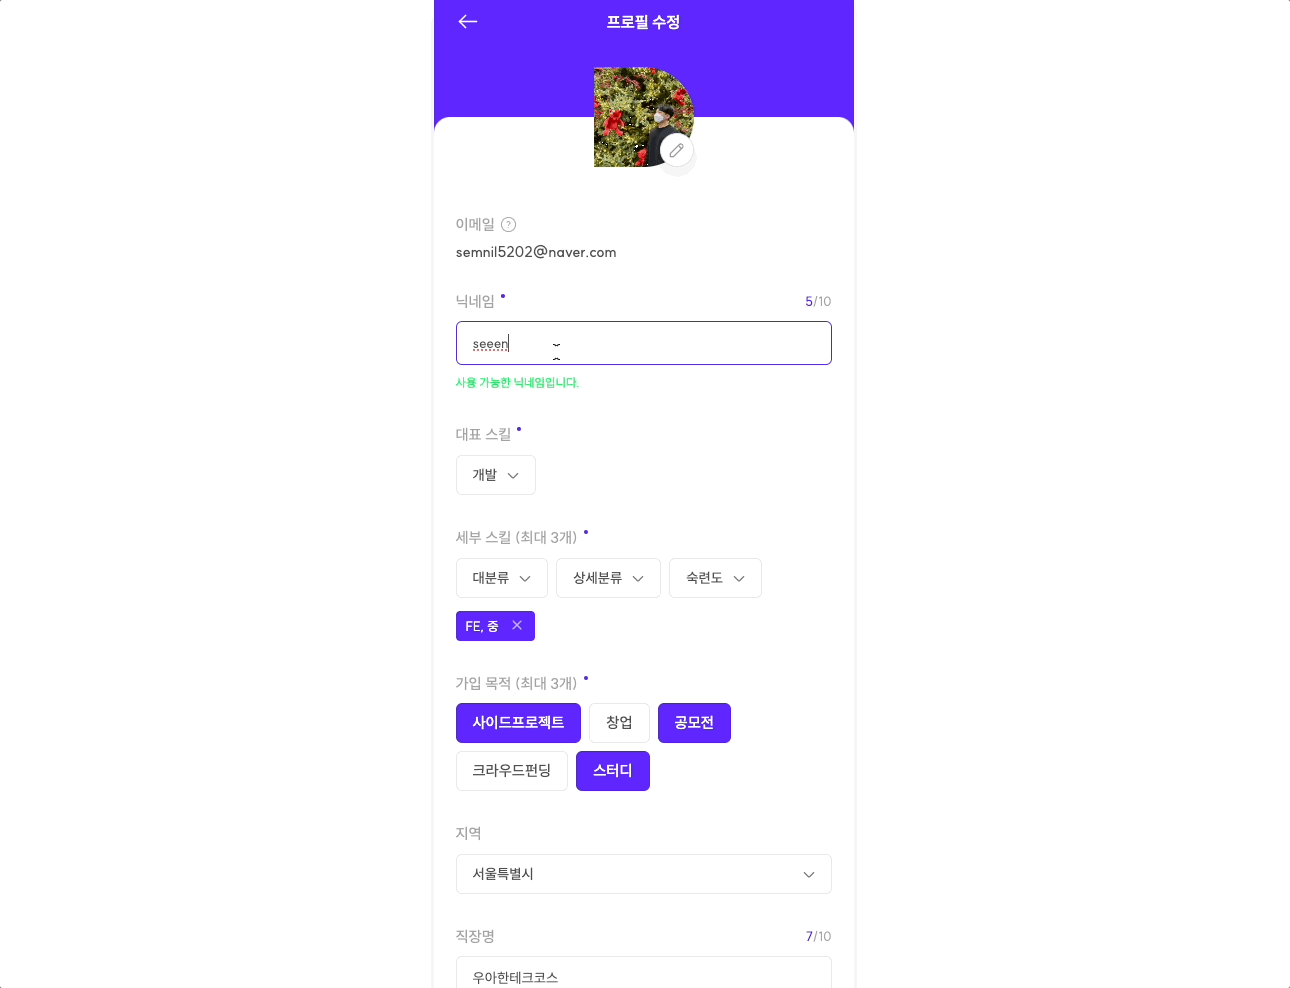 프로필 수정
이메일 ?
semnil5202@naver.com
닉네임 5/10
seeen
사용 가능한 닉네임입니다.
대표 스킬
개발
세부 스킬 (최대 3개)
대분류 상세분류 숙련도
FE, 중
가입 목적 (최대 3개)
사이드프로젝트 창업 공모전
크라우드펀딩 스터디
지역
서울특별시
직장명 7/10
우아한테크코스